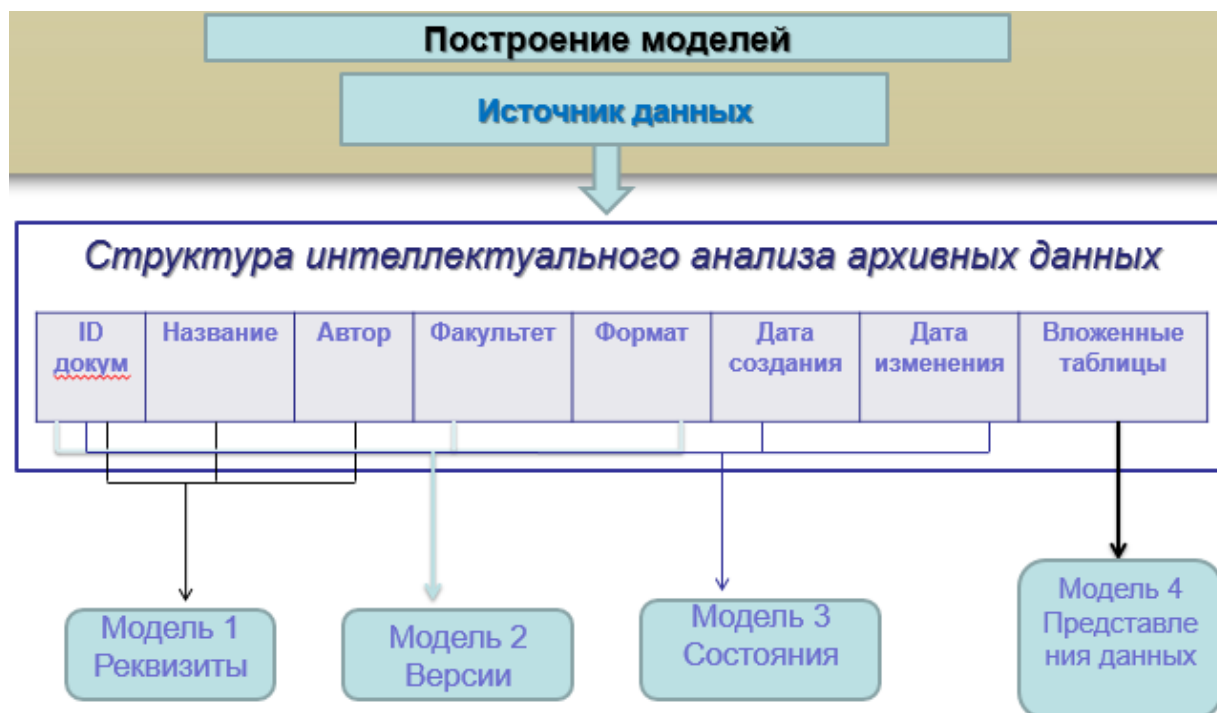 Построение моделей
Источник данных
Структура интеллектуального анализа архивных данных
ID
докум
Название
Автор
Факультет
Формат
Дата
создания
Дата
изменения
Вложенные
таблицы
Модель 1
Реквизиты
Модель 2
Версии
Модель 3
Состояния
Модель 4
Представле
ния данных